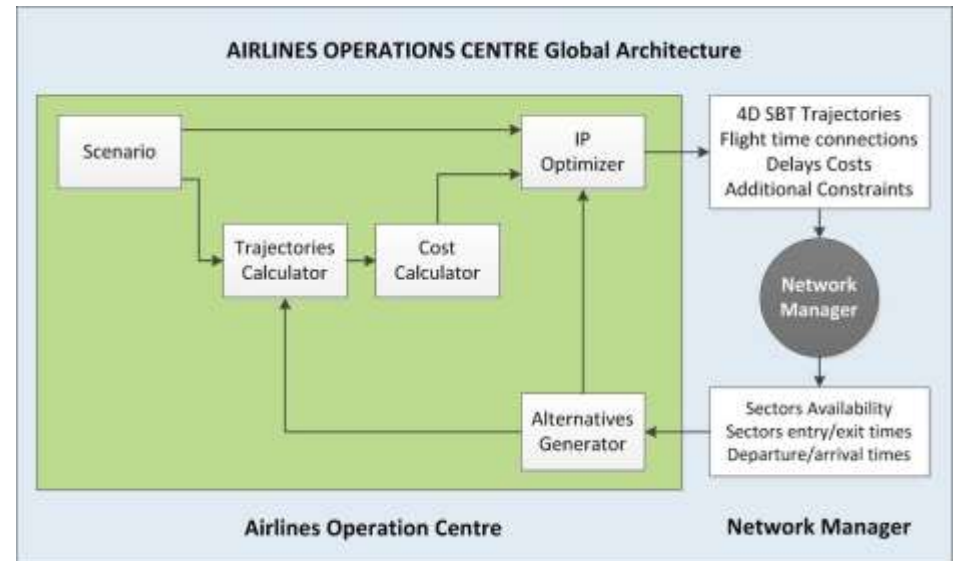 AIRLINES OPERATIONS CENTRE Global Architecture
Scenario
IP
Optimizer
4D SBT Trajectories
Flight time connections
Delays Costs
Additional Constraints
Trajectories
Calculator
Cost
Calculator
Network
Manager
Alternatives
Generator
Sectors Availability
Sectors entry/exit times
Departure/arrival times
Airlines Operation Centre
Network Manager